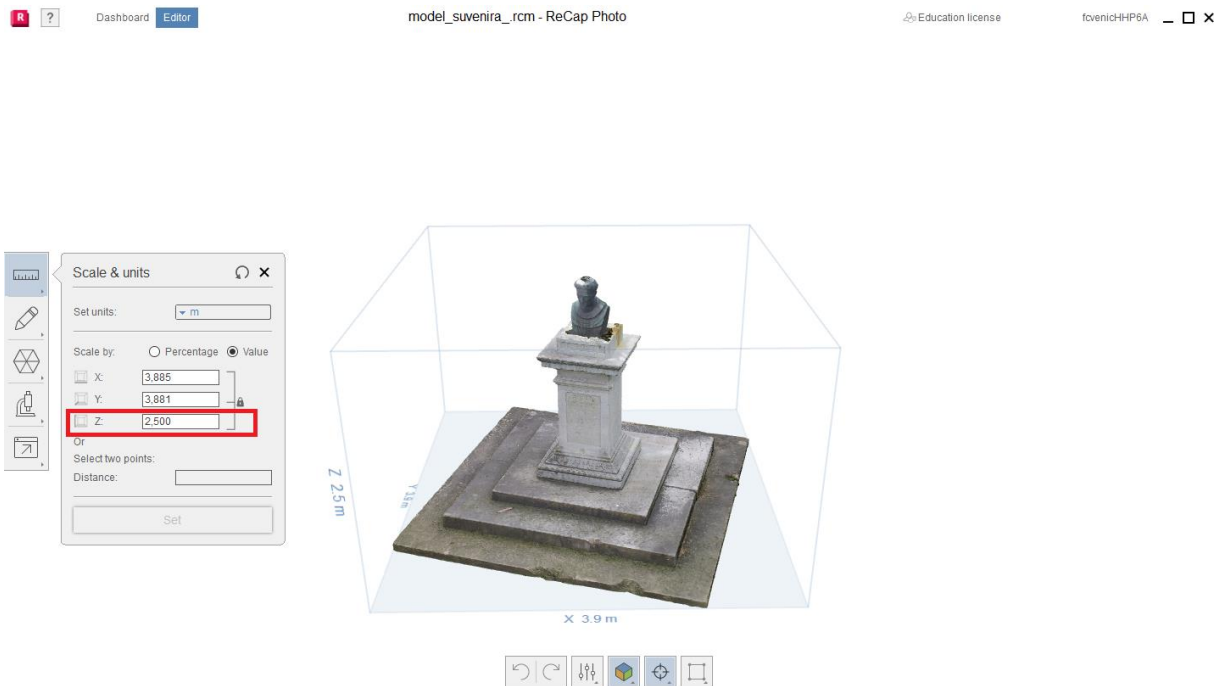 R ? Dashboard Editor model_suvenira_.rcm - ReCap Photo Education license fcvenicHHP6A
Scale & units
Set units: m
Scale by: Percentage Value
X: 3,885
Y: 3,881
Z: 2,500
Or
Select two points:
Distance:
Set
Z 2.5 m
X 3.9 m